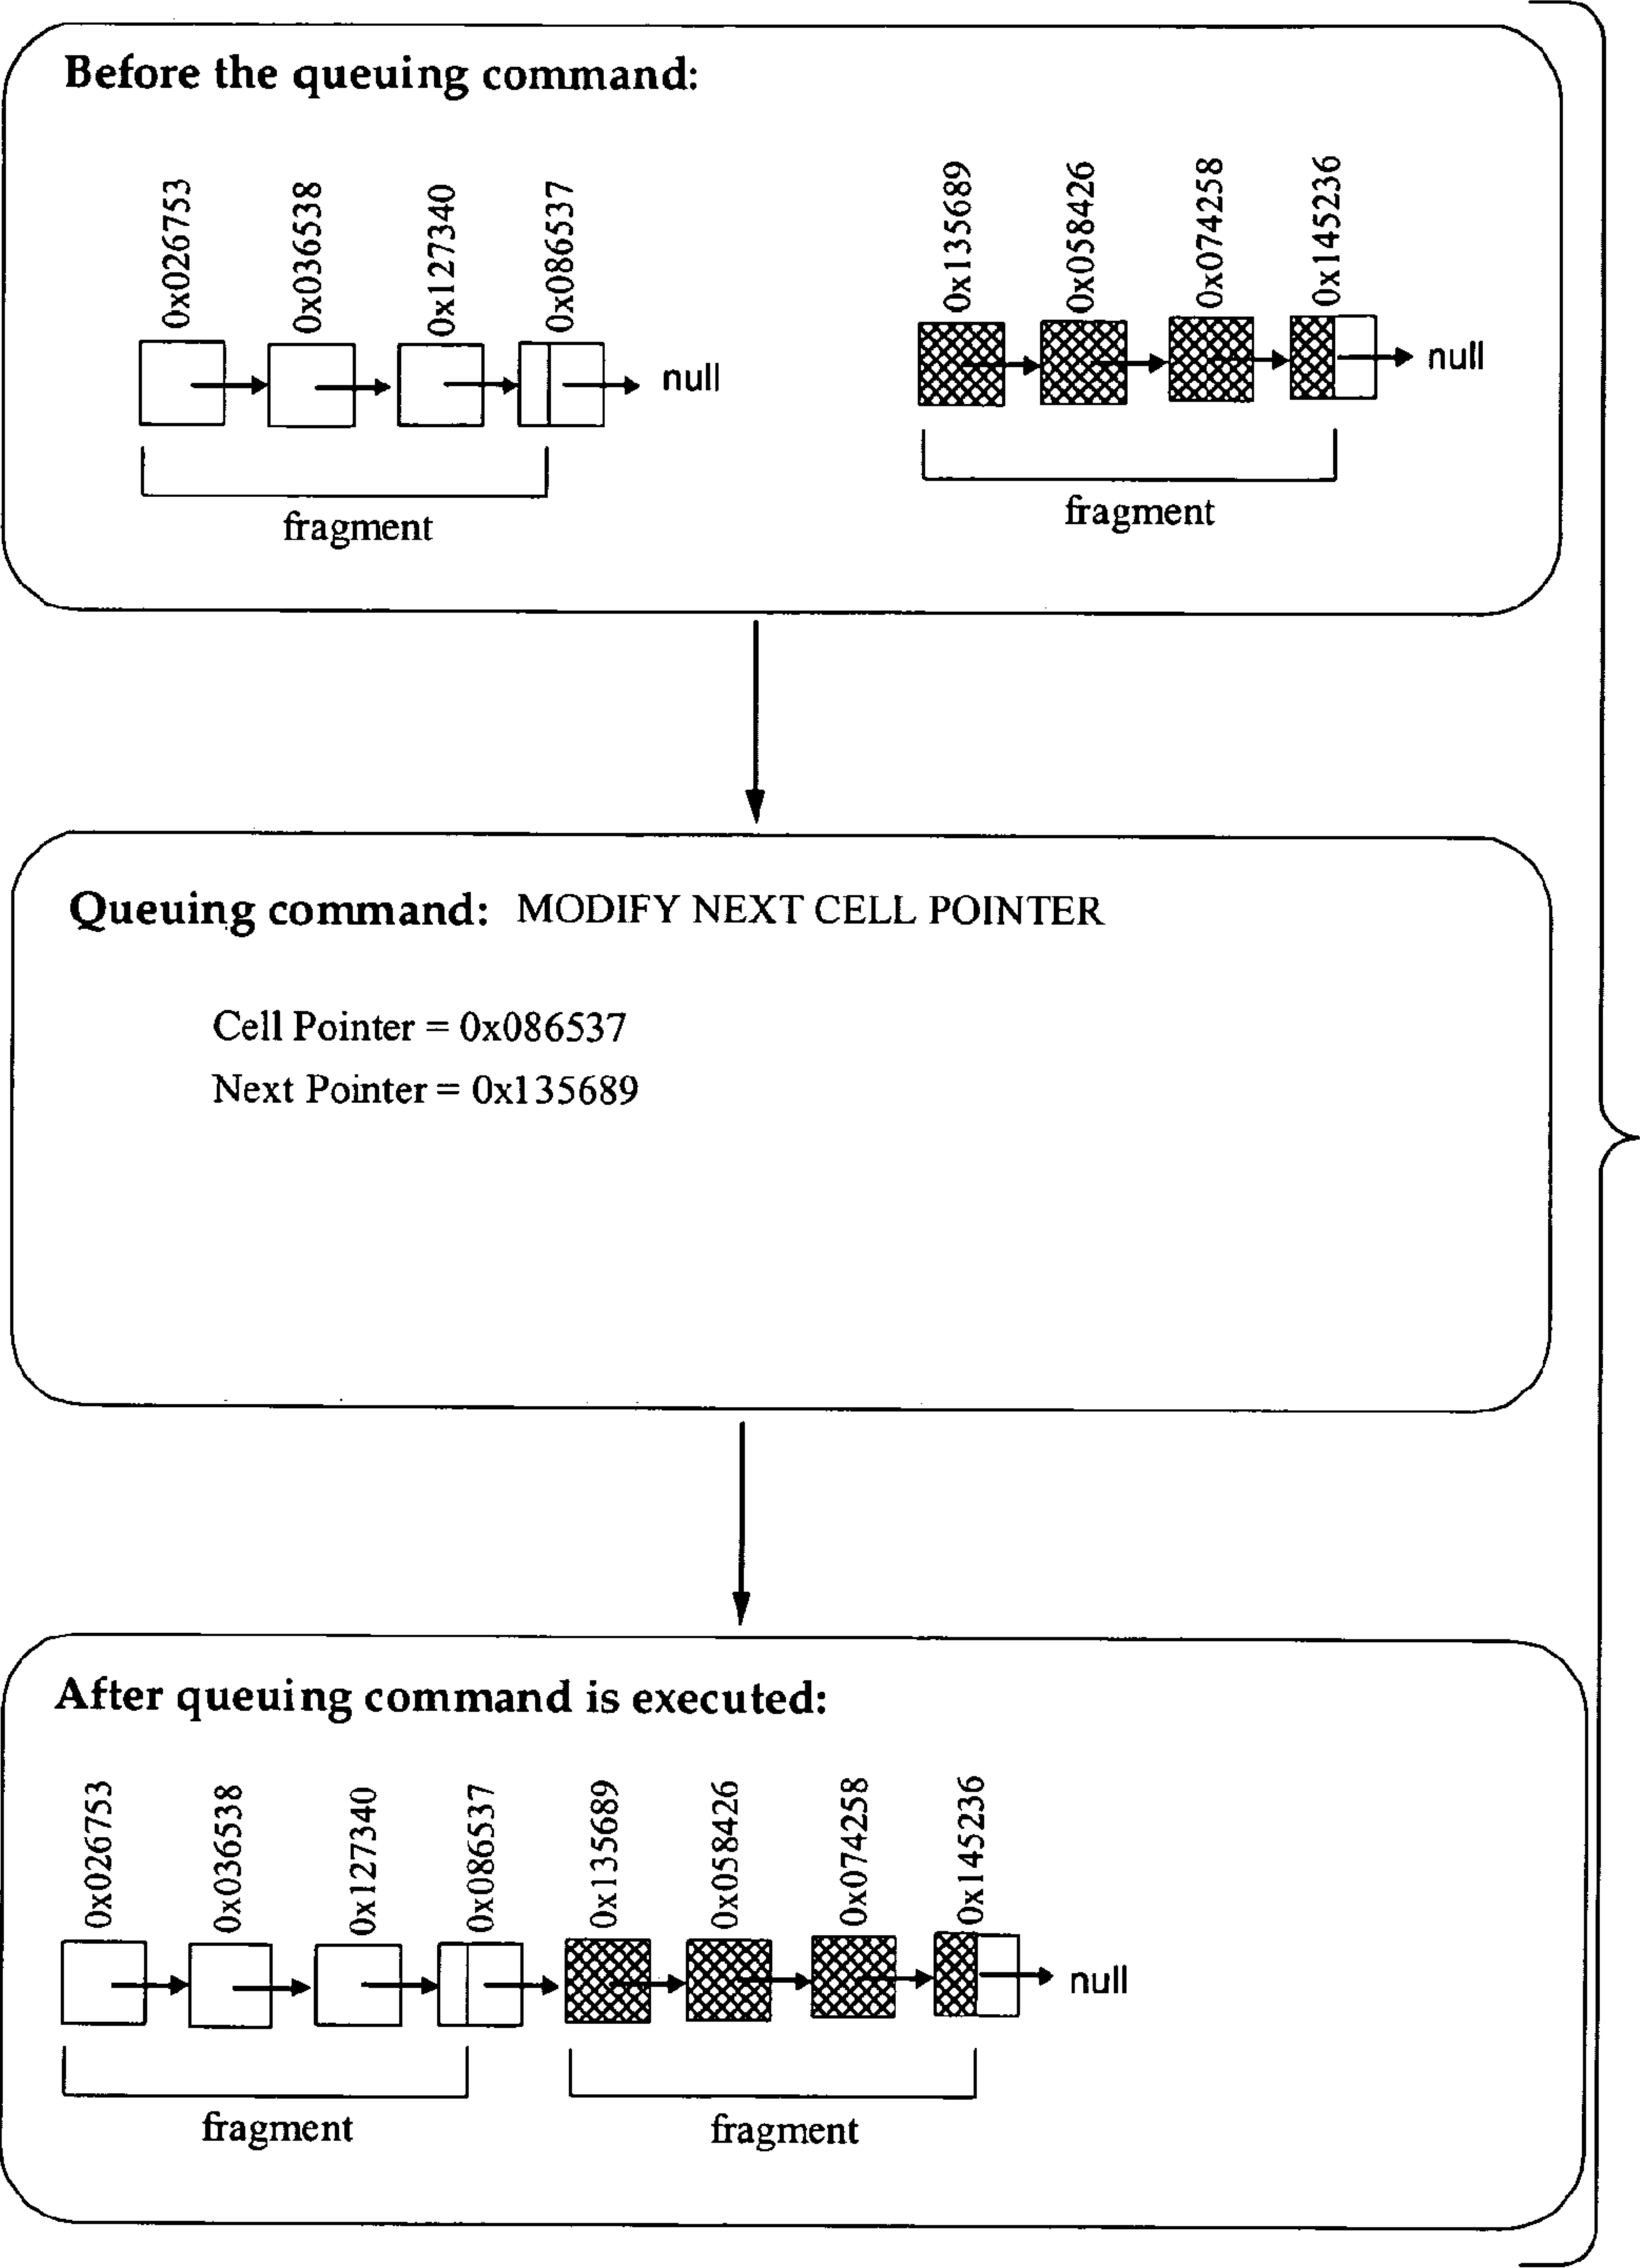 Before the queuing command:
0x026753
0x036538
0x127340
0x086537
null
0x135689
0x058426
0x074258
0x145236
null
fragment
fragment
Queuing command: MODIFY NEXT CELL POINTER
Cell Pointer = 0x086537
Next Pointer = 0x135689
After queuing command is executed:
0x026753
0x036538
0x127340
0x086537
0x135689
0x058426
0x074258
0x145236
null
fragment
fragment